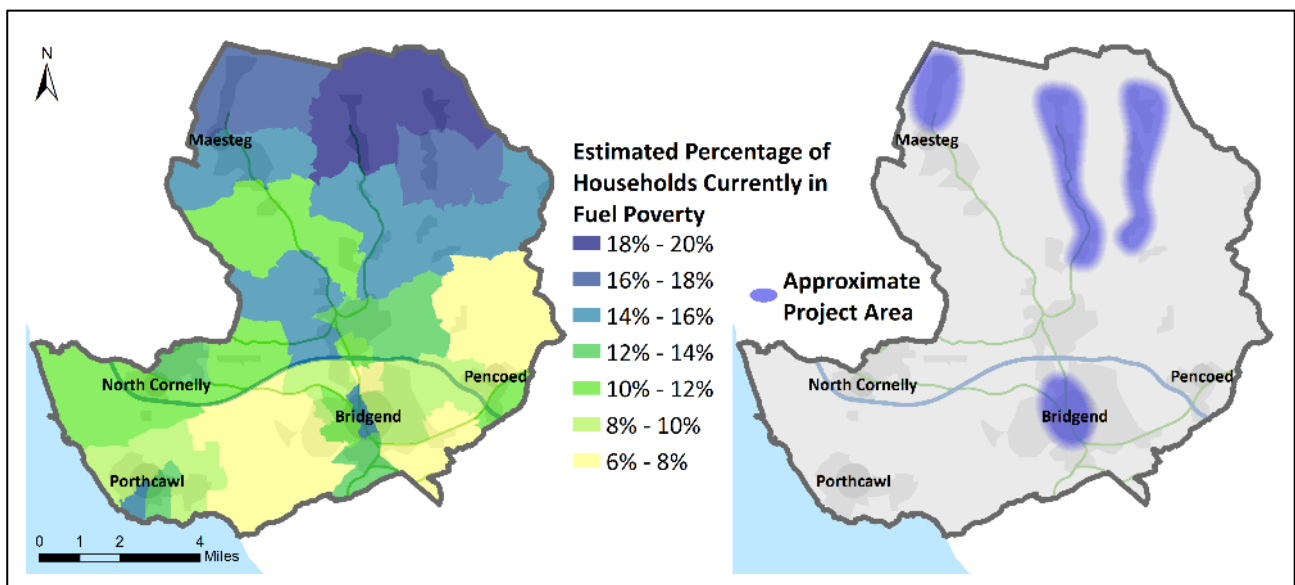 N
Maesteg
North Cornelly
Pencoed
Bridgend
Porthcawl
0 1 2 4
Miles
Estimated Percentage of
Households Currently in
Fuel Poverty
18% - 20%
16% - 18%
14% - 16%
12% - 14%
10% - 12%
8% - 10%
6% - 8%
Approximate
Project Area
Maesteg
North Cornelly
Pencoed
Bridgend
Porthcawl